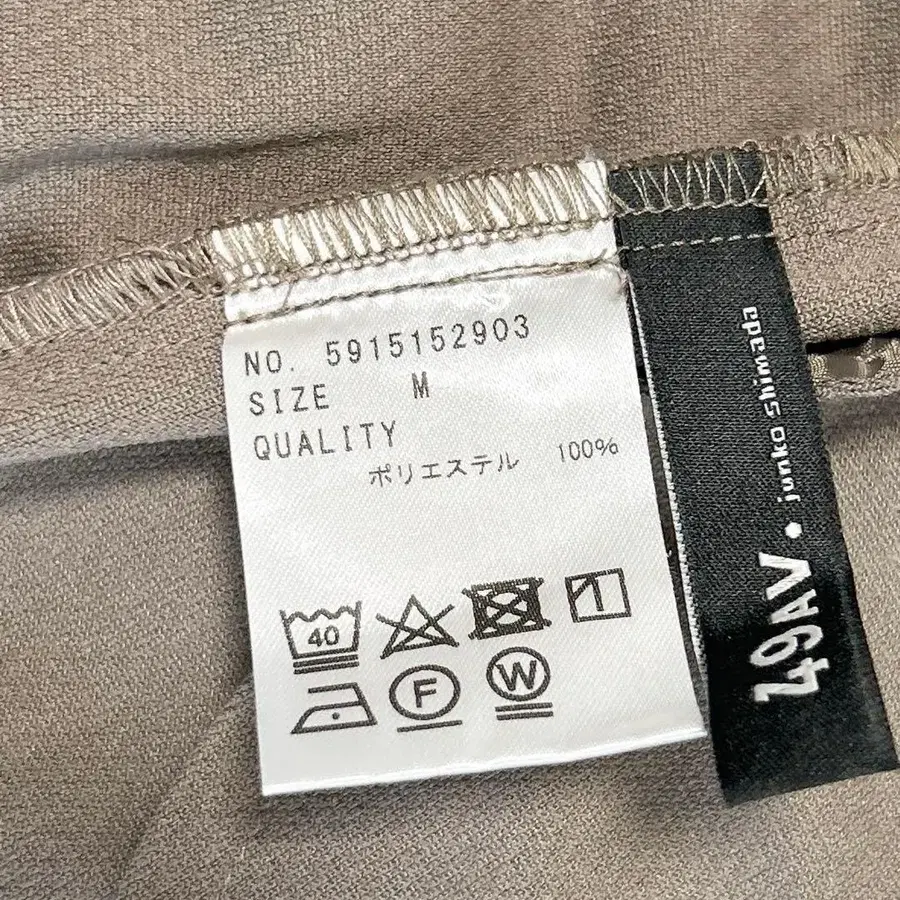 NO. 5915152903
SIZE M
QUALITY
ポリエステル 100%
40
F
W
49AV. junko shimada